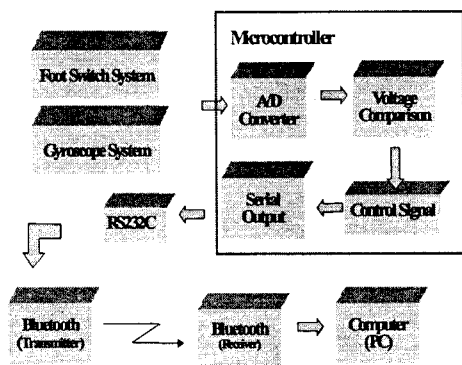 Microcontroller
Foot Switch System
Gyroscope System
A/D
Converter
Voltage
Comparison
Serial
Output
Control Signal
RS232C
Bluetooth
(Transmitter)
Bluetooth
(Receiver)
Computer
(PC)